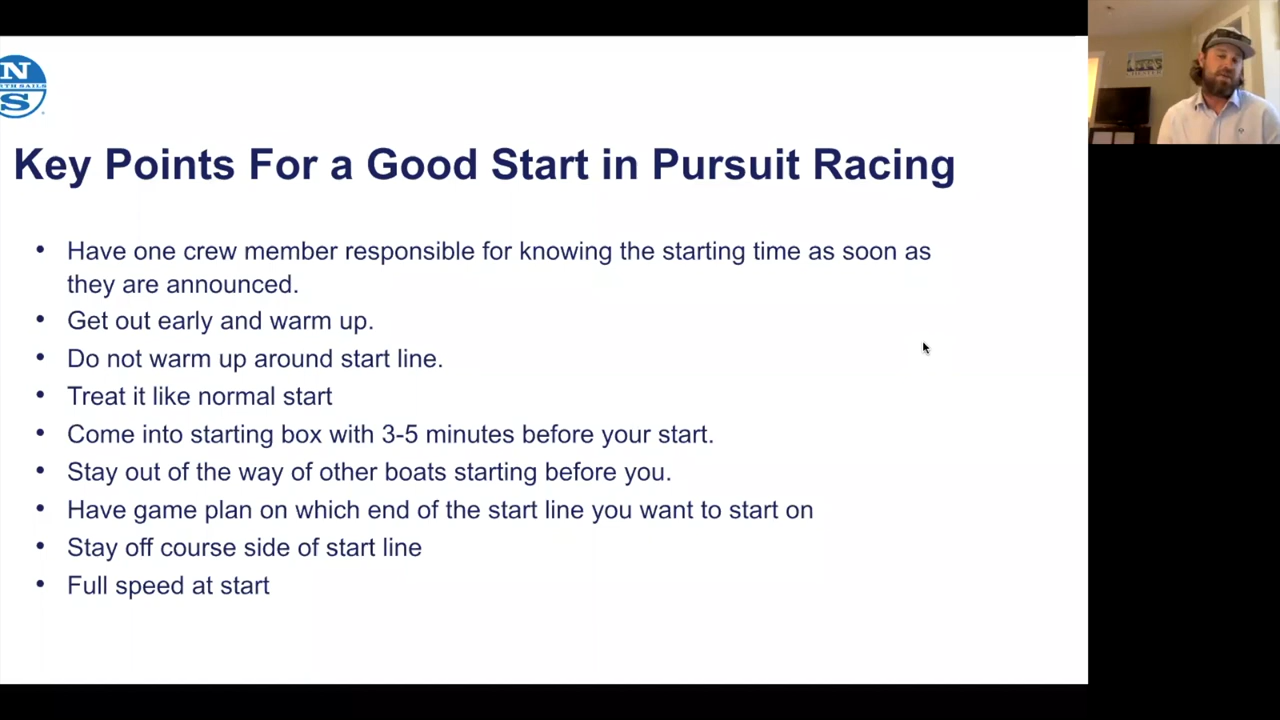 N
TH SAILS
S
Key Points For a Good Start in Pursuit Racing
• Have one crew member responsible for knowing the starting time as soon as
they are announced.
• Get out early and warm up.
• Do not warm up around start line.
• Treat it like normal start
• Come into starting box with 3-5 minutes before your start.
• Stay out of the way of other boats starting before you.
• Have game plan on which end of the start line you want to start on
• Stay off course side of start line
• Full speed at start